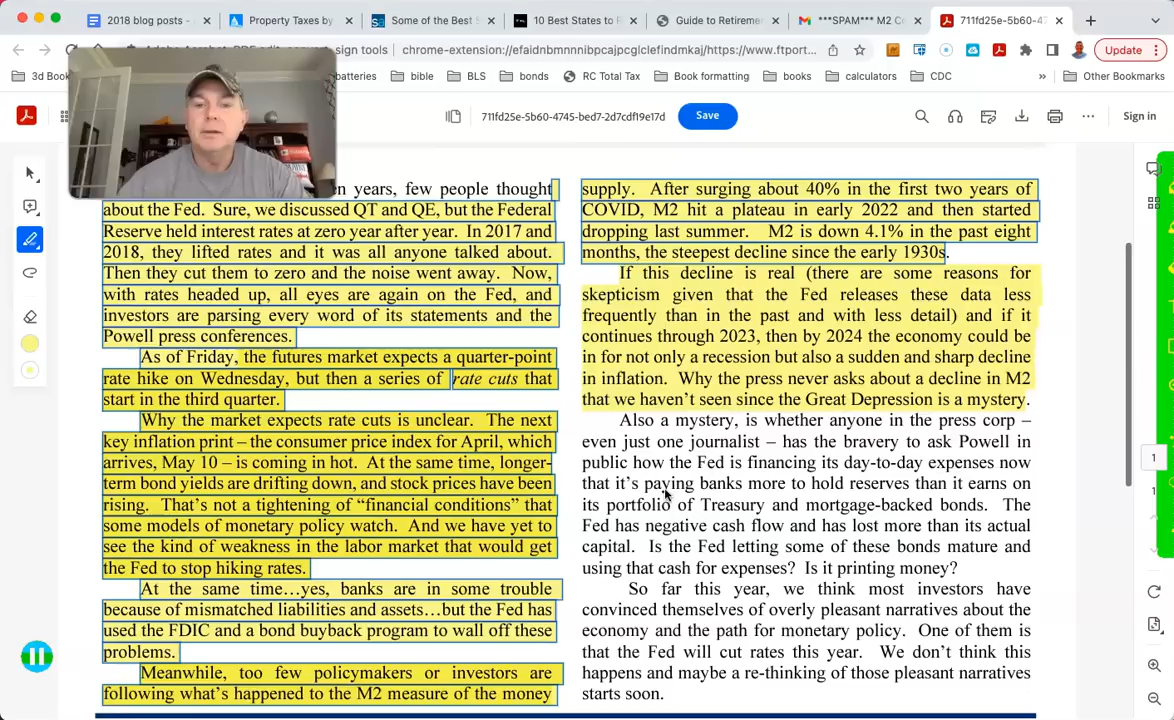 2018 blog posts -
Property Taxes by
Some of the Best
10 Best States to R
Guide to Retireme
***SPAM*** M2 C
711fd25e-5b60-47
sign tools
chrome-extension://efaidnbmnnnibpcajpcglclefindmkaj/https://www.ftport...
Update
3d Book
batteries
bible
BLS
bonds
RC Total Tax
Book formatting
books
calculators
CDC
»
Other Bookmarks
711fd25e-5b60-4745-bed7-2d7cdf19e17d
Save
Sign in
n years, few people thought
about the Fed. Sure, we discussed QT and QE, but the Federal
Reserve held interest rates at zero year after year. In 2017 and
2018, they lifted rates and it was all anyone talked about.
Then they cut them to zero and the noise went away. Now,
with rates headed up, all eyes are again on the Fed, and
investors are parsing every word of its statements and the
Powell press conferences.
As of Friday, the futures market expects a quarter-point
rate hike on Wednesday, but then a series of rate cuts that
start in the third quarter.
Why the market expects rate cuts is unclear. The next
key inflation print – the consumer price index for April, which
arrives, May 10 – is coming in hot. At the same time, longer-
term bond yields are drifting down, and stock prices have been
rising. That's not a tightening of "financial conditions" that
some models of monetary policy watch. And we have yet to
see the kind of weakness in the labor market that would get
the Fed to stop hiking rates.
At the same time…yes, banks are in some trouble
because of mismatched liabilities and assets…but the Fed has
used the FDIC and a bond buyback program to wall off these
problems.
Meanwhile, too few policymakers or investors are
following what's happened to the M2 measure of the money
supply. After surging about 40% in the first two years of
COVID, M2 hit a plateau in early 2022 and then started
dropping last summer. M2 is down 4.1% in the past eight
months, the steepest decline since the early 1930s.
If this decline is real (there are some reasons for
skepticism given that the Fed releases these data less
frequently than in the past and with less detail) and if it
continues through 2023, then by 2024 the economy could be
in for not only a recession but also a sudden and sharp decline
in inflation. Why the press never asks about a decline in M2
that we haven't seen since the Great Depression is a mystery.
Also a mystery, is whether anyone in the press corp –
even just one journalist – has the bravery to ask Powell in
public how the Fed is financing its day-to-day expenses now
that it's paying banks more to hold reserves than it earns on
its portfolio of Treasury and mortgage-backed bonds. The
Fed has negative cash flow and has lost more than its actual
capital. Is the Fed letting some of these bonds mature and
using that cash for expenses? Is it printing money?
So far this year, we think most investors have
convinced themselves of overly pleasant narratives about the
economy and the path for monetary policy. One of them is
that the Fed will cut rates this year. We don't think this
happens and maybe a re-thinking of those pleasant narratives
starts soon.
1
1